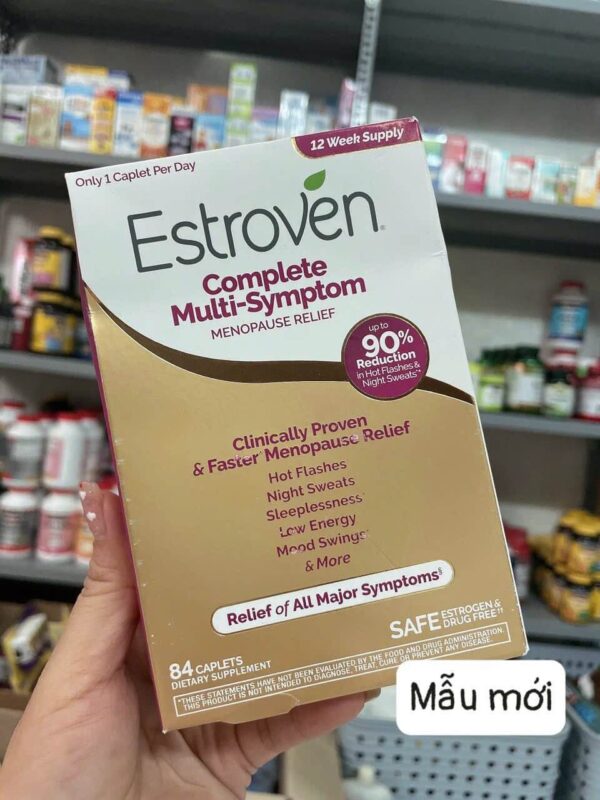 Only 1 Caplet Per Day
12 Week Supply
Estroven®
Complete
Multi-Symptom
MENOPAUSE RELIEF
up to
90%
Reduction
in Hot Flashes &
Night Sweats*
Clinically Proven
& Faster* Menopause Relief
Hot Flashes
Night Sweats
Sleeplessness
Low Energy
Mood Swings
& More
Relief of All Major Symptoms§
SAFE ESTROGEN &
DRUG FREE††
84 CAPLETS
DIETARY SUPPLEMENT
*THESE STATEMENTS HAVE NOT BEEN EVALUATED BY THE FOOD AND DRUG ADMINISTRATION.
THIS PRODUCT IS NOT INTENDED TO DIAGNOSE, TREAT, CURE OR PREVENT ANY DISEASE.
Mẫu mới